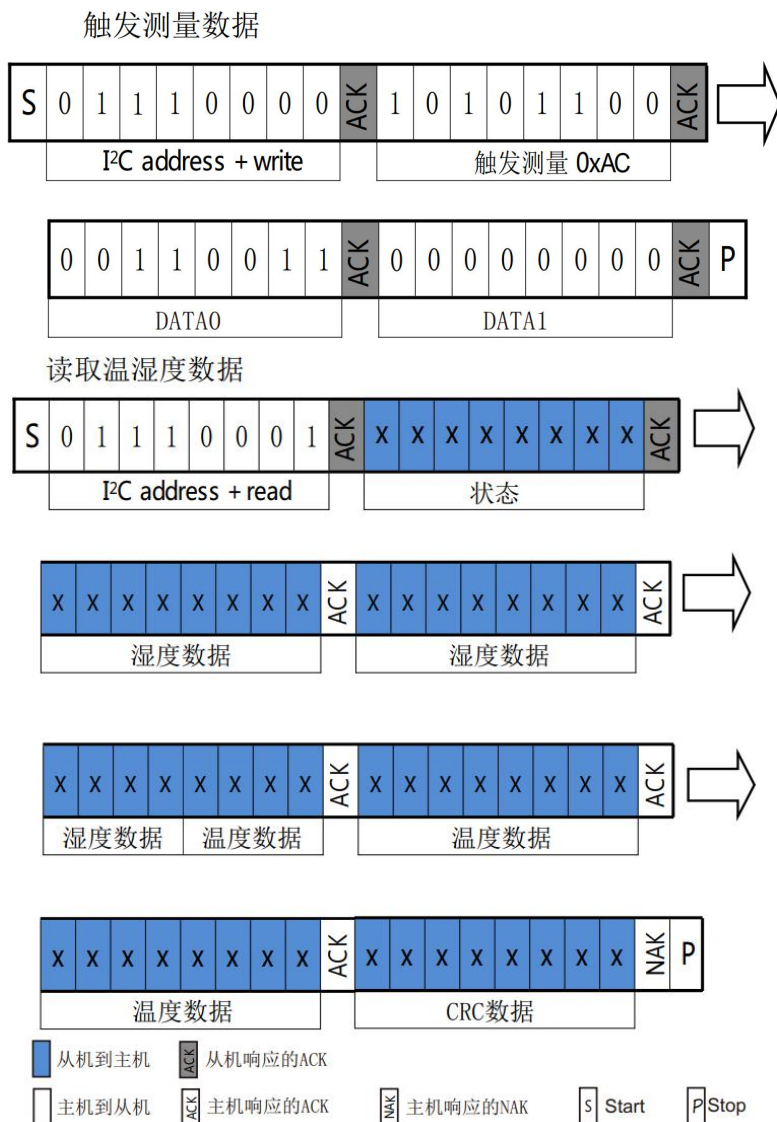 触发测量数据
S 0 1 1 1 0 0 0 0 ACK 1 0 1 0 1 1 0 0 ACK
I²C address + write 触发测量 0xAC
0 0 1 1 0 0 1 1 ACK 0 0 0 0 0 0 0 0 ACK P
DATA0 DATA1
读取温湿度数据
S 0 1 1 1 0 0 0 1 ACK X X X X X X X X ACK
I²C address + read 状态
X X X X X X X X ACK X X X X X X X X ACK
湿度数据 湿度数据
X X X X X X X X ACK X X X X X X X X ACK
湿度数据 温度数据 温度数据
X X X X X X X X ACK X X X X X X X X NAK P
温度数据 CRC数据
从机到主机 ACK 从机响应的ACK
主机到从机 ACK 主机响应的ACK NAK 主机响应的NAK S Start P Stop